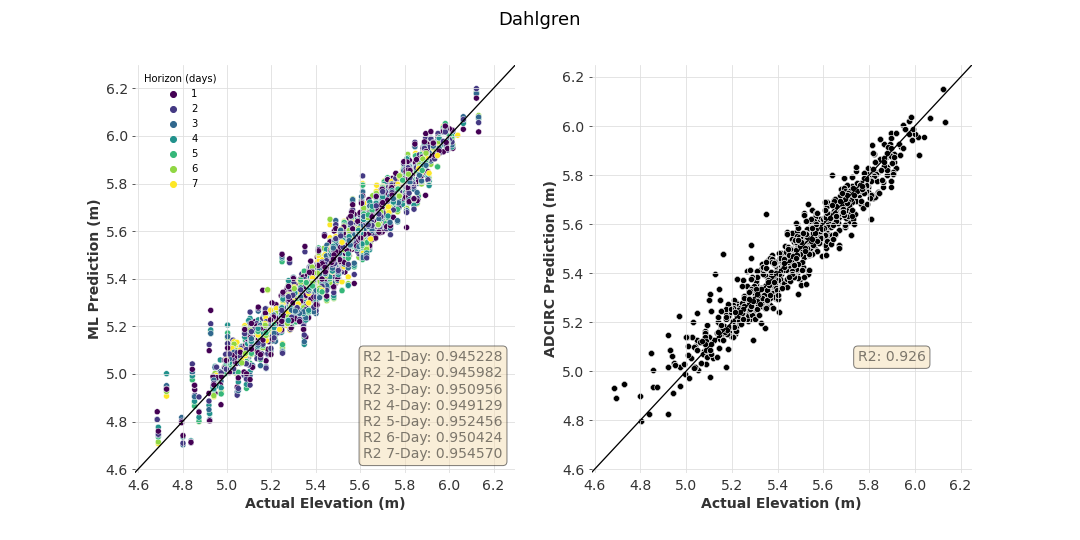 Dahlgren
Horizon (days)
1
2
3
4
5
6
7
6.2
6.0
5.8
5.6
5.4
5.2
5.0
4.8
4.6
ML Prediction (m)
R2 1-Day: 0.945228
R2 2-Day: 0.945982
R2 3-Day: 0.950956
R2 4-Day: 0.949129
R2 5-Day: 0.952456
R2 6-Day: 0.950424
R2 7-Day: 0.954570
4.6 4.8 5.0 5.2 5.4 5.6 5.8 6.0 6.2
Actual Elevation (m)
6.2
6.0
5.8
5.6
5.4
5.2
5.0
4.8
4.6
ADCIRC Prediction (m)
R2: 0.926
4.6 4.8 5.0 5.2 5.4 5.6 5.8 6.0 6.2
Actual Elevation (m)